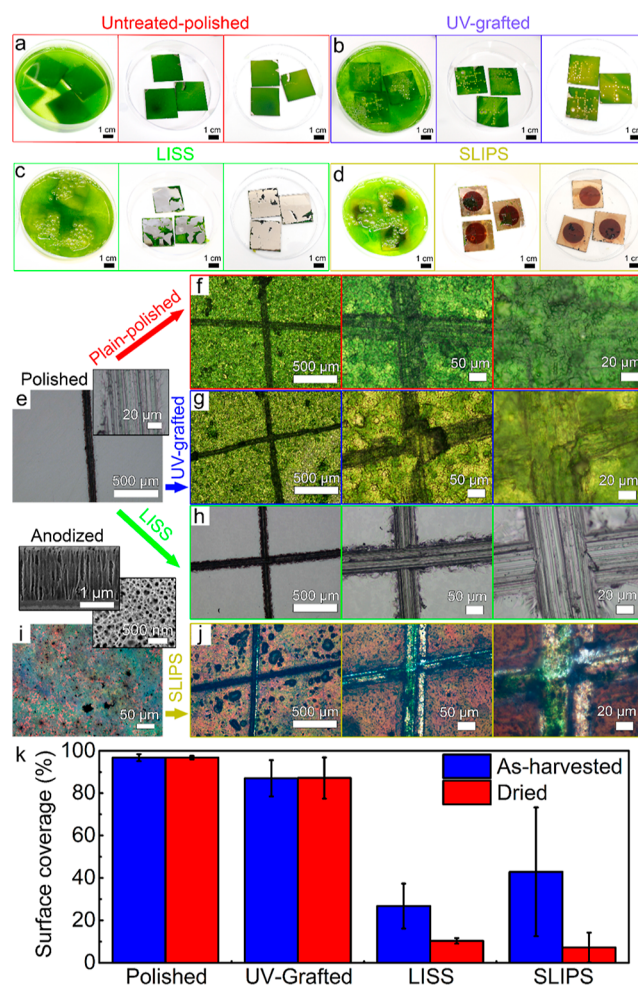 Untreated-polished
UV-grafted
a
b
1 cm
1 cm
1 cm
1 cm
1 cm
1 cm
LISS
SLIPS
c
d
1 cm
1 cm
1 cm
1 cm
1 cm
1 cm
f
500 µm
50 µm
20 µm
Plain-polished
Polished
e
20 µm
500 µm
UV-grafted
g
500 µm
50 µm
20 µm
LISS
h
500 µm
50 µm
20 µm
Anodized
1 µm
500 nm
i
50 µm
SLIPS
j
500 µm
50 µm
20 µm
k
As-harvested
Dried
Surface coverage (%)
100
80
60
40
20
0
Polished
UV-Grafted
LISS
SLIPS